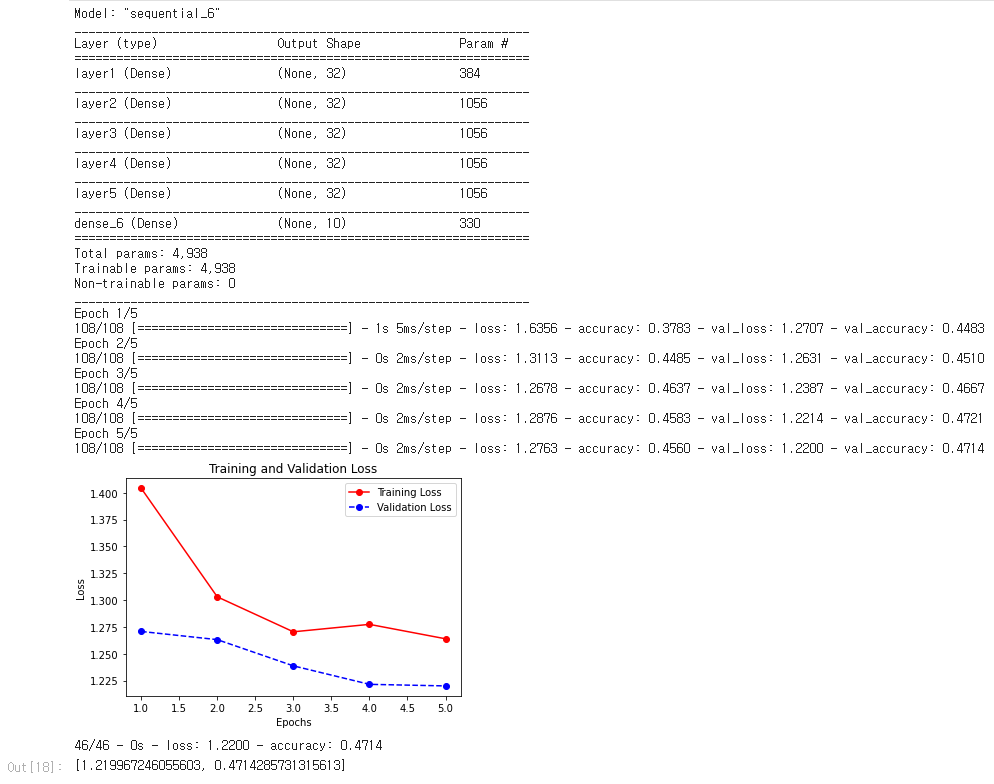 Model: "sequential_6"
_________________________________________________________________
Layer (type)                 Output Shape              Param #
=================================================================
layer1 (Dense)               (None, 32)                384
_________________________________________________________________
layer2 (Dense)               (None, 32)                1056
_________________________________________________________________
layer3 (Dense)               (None, 32)                1056
_________________________________________________________________
layer4 (Dense)               (None, 32)                1056
_________________________________________________________________
layer5 (Dense)               (None, 32)                1056
_________________________________________________________________
dense_6 (Dense)              (None, 10)                330
=================================================================
Total params: 4,938
Trainable params: 4,938
Non-trainable params: 0
_________________________________________________________________
Epoch 1/5
108/108 [==============================] - 1s 5ms/step - loss: 1.6356 - accuracy: 0.3783 - val_loss: 1.2707 - val_accuracy: 0.4483
Epoch 2/5
108/108 [==============================] - 0s 2ms/step - loss: 1.3113 - accuracy: 0.4485 - val_loss: 1.2631 - val_accuracy: 0.4510
Epoch 3/5
108/108 [==============================] - 0s 2ms/step - loss: 1.2678 - accuracy: 0.4637 - val_loss: 1.2387 - val_accuracy: 0.4667
Epoch 4/5
108/108 [==============================] - 0s 2ms/step - loss: 1.2876 - accuracy: 0.4583 - val_loss: 1.2214 - val_accuracy: 0.4721
Epoch 5/5
108/108 [==============================] - 0s 2ms/step - loss: 1.2763 - accuracy: 0.4560 - val_loss: 1.2200 - val_accuracy: 0.4714
Training and Validation Loss
Training Loss
Validation Loss
Loss
1.400
1.375
1.350
1.325
1.300
1.275
1.250
1.225
1.0 1.5 2.0 2.5 3.0 3.5 4.0 4.5 5.0
Epochs
46/46 - 0s - loss: 1.2200 - accuracy: 0.4714
Out[18]: [1.219967246055603, 0.4714285731315613]